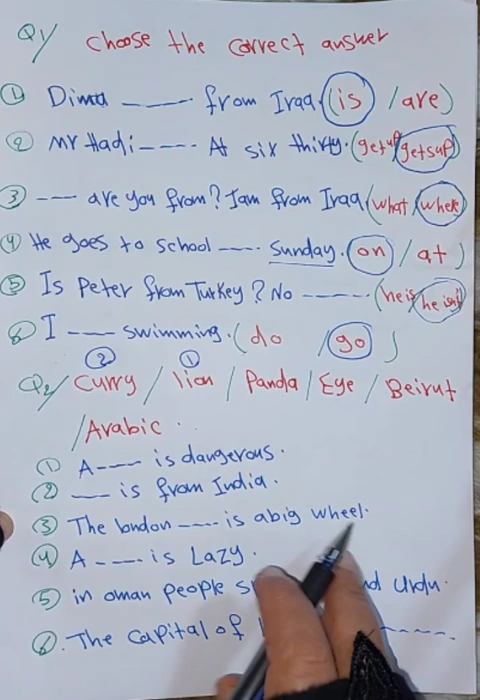 Q1/ choose the correct answer
① Dima ____ from Iraq. (is /are)
② Mr Hadi ____. At six thirty. (get up/getsup)
③ ____ are you from? Iam from Iraq (what/where)
④ He goes to school ____. Sunday. (on / at)
⑤ Is Peter from Turkey? No ____. (he is/he isn't)
⑥ I ____ swimming. (do /go)
② ①
Q2/ Curry / lion / Panda / Eye / Beirut
/Arabic.
① A ____ is dangerous.
② ____ is from India.
③ The london ____ is abig wheel.
④ A ____ is Lazy.
⑤ in oman people Urdu.
⑥ The capital of ____.